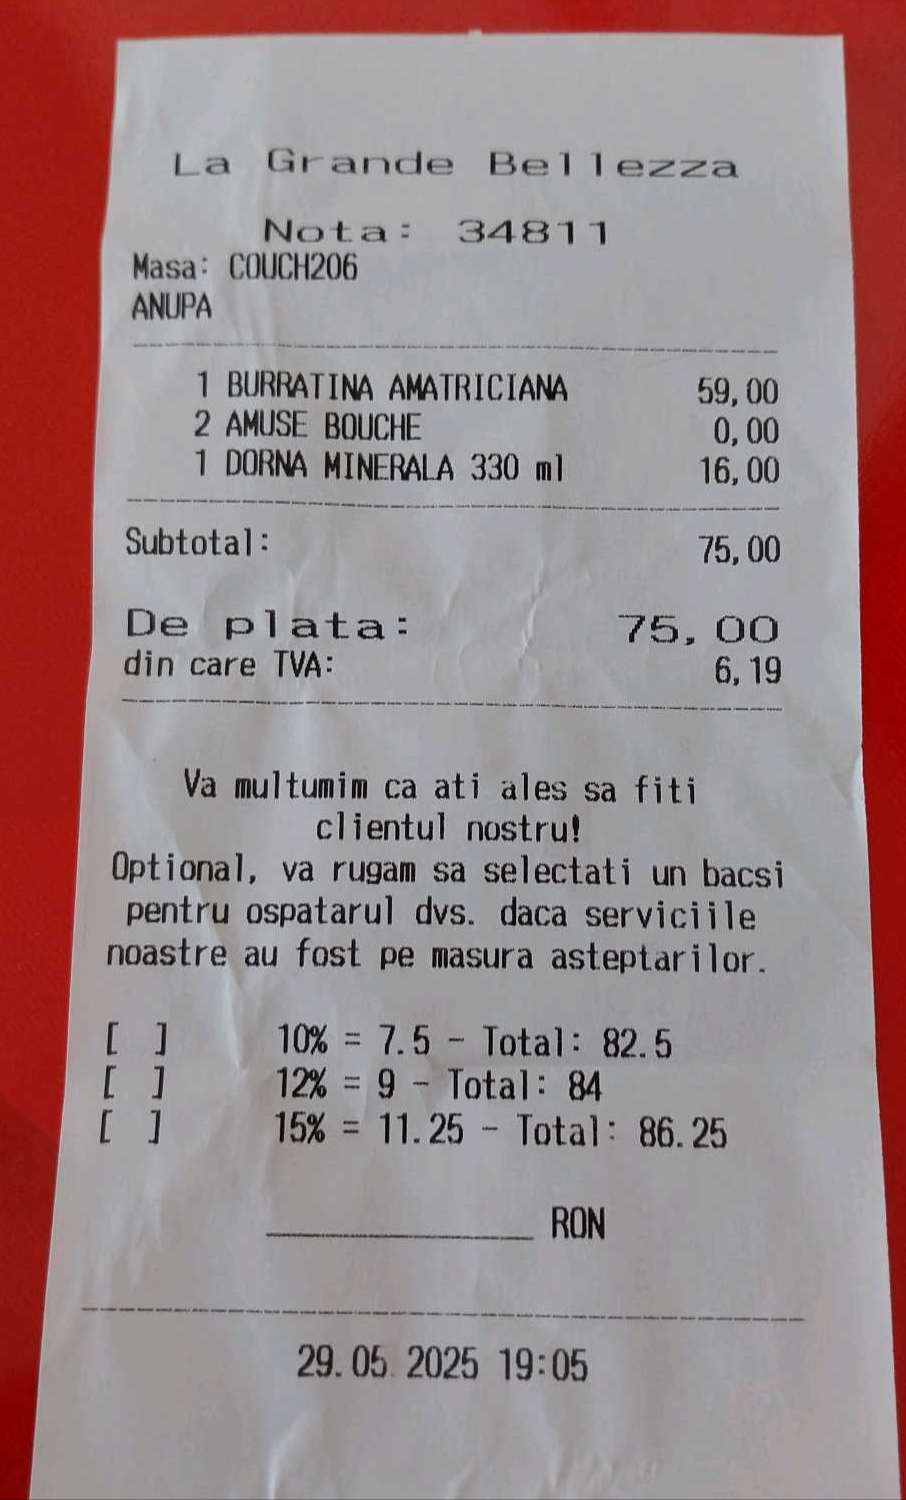 La Grande Bellezza
Nota: 34811
Masa: COUCH206
ANUPA
1 BURRATINA AMATRICIANA 59,00
2 AMUSE BOUCHE 0,00
1 DORNA MINERALA 330 ml 16,00
Subtotal: 75,00
De plata: 75,00
din care TVA: 6,19
Va multumim ca ati ales sa fiti
clientul nostru!
Optional, va rugam sa selectati un bacsi
pentru ospatarul dvs. daca serviciile
noastre au fost pe masura asteptarilor.
[ ] 10% = 7.5 - Total: 82.5
[ ] 12% = 9 - Total: 84
[ ] 15% = 11.25 - Total: 86.25
________________ RON
29.05.2025 19:05